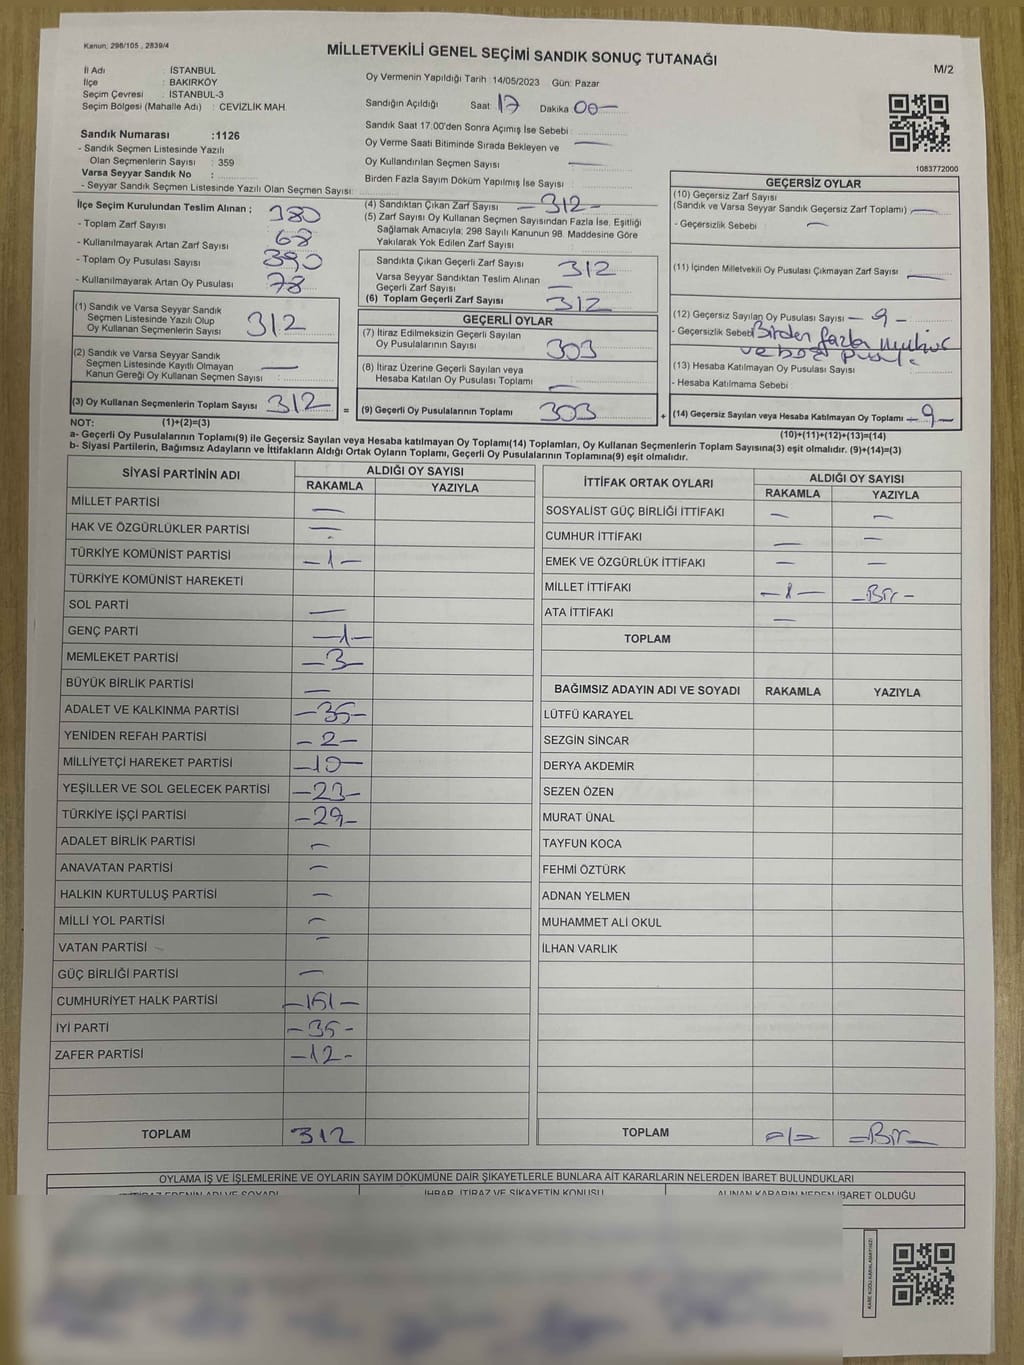 Kanun: 298/105 , 2839/4
MİLLETVEKİLİ GENEL SEÇİMİ SANDIK SONUÇ TUTANAĞI
M/2
İl Adı : İSTANBUL
İlçe : BAKIRKÖY
Seçim Çevresi : İSTANBUL-3
Seçim Bölgesi (Mahalle Adı) : CEVİZLİK MAH.
Sandık Numarası :1126
- Sandık Seçmen Listesinde Yazılı
Olan Seçmenlerin Sayısı : 359
Varsa Seyyar Sandık No :
- Seyyar Sandık Seçmen Listesinde Yazılı Olan Seçmen Sayısı:
Oy Vermenin Yapıldığı Tarih : 14/05/2023 Gün: Pazar
Sandığın Açıldığı Saat 17 Dakika 00 —
Sandık Saat 17:00'den Sonra Açımış İse Sebebi :
Oy Verme Saati Bitiminde Sırada Bekleyen ve —
Oy Kullandırılan Seçmen Sayısı —
Birden Fazla Sayım Döküm Yapılmış İse Sayısı
1083772000
İlçe Seçim Kurulundan Teslim Alınan ;
- Toplam Zarf Sayısı 380
- Kullanılmayarak Artan Zarf Sayısı 68
- Toplam Oy Pusulası Sayısı 390
- Kullanılmayarak Artan Oy Pusulası 78
(1) Sandık ve Varsa Seyyar Sandık
Seçmen Listesinde Yazılı Olup
Oy Kullanan Seçmenlerin Sayısı 312
(2) Sandık ve Varsa Seyyar Sandık
Seçmen Listesinde Kayıtlı Olmayan
Kanun Gereği Oy Kullanan Seçmen Sayısı : —
(3) Oy Kullanan Seçmenlerin Toplam Sayısı 312
(1)+(2)=(3)
(4) Sandıktan Çıkan Zarf Sayısı - 312 -
(5) Zarf Sayısı Oy Kullanan Seçmen Sayısından Fazla İse, Eşitliği
Sağlamak Amacıyla; 298 Sayılı Kanunun 98. Maddesine Göre
Yakılarak Yok Edilen Zarf Sayısı :
Sandıkta Çıkan Geçerli Zarf Sayısı 312
Varsa Seyyar Sandıktan Teslim Alınan
Geçerli Zarf Sayısı —
(6) Toplam Geçerli Zarf Sayısı 312
GEÇERLİ OYLAR
(7) İtiraz Edilmeksizin Geçerli Sayılan
Oy Pusulalarının Sayısı 303
(8) İtiraz Üzerine Geçerli Sayılan veya
Hesaba Katılan Oy Pusulası Toplamı —
= (9) Geçerli Oy Pusulalarının Toplamı 303
GEÇERSİZ OYLAR
(10) Geçersiz Zarf Sayısı
(Sandık ve Varsa Seyyar Sandık Geçersiz Zarf Toplamı) —
- Geçersizlik Sebebi : —
(11) İçinden Milletvekili Oy Pusulası Çıkmayan Zarf Sayısı —
(12) Geçersiz Sayılan Oy Pusulası Sayısı — 9 -
- Geçersizlik Sebebi Birden fazla mühür
ve boş pusula
(13) Hesaba Katılmayan Oy Pusulası Sayısı :
- Hesaba Katılmama Sebebi :
+ (14) Geçersiz Sayılan veya Hesaba Katılmayan Oy Toplamı - 9 -
(10)+(11)+(12)+(13)=(14)
NOT:
a- Geçerli Oy Pusulalarının Toplamı(9) ile Geçersiz Sayılan veya Hesaba katılmayan Oy Toplamı(14) Toplamları, Oy Kullanan Seçmenlerin Toplam Sayısına(3) eşit olmalıdır. (9)+(14)=(3)
b- Siyasi Partilerin, Bağımsız Adayların ve İttifakların Aldığı Ortak Oyların Toplamı, Geçerli Oy Pusulalarının Toplamına(9) eşit olmalıdır.
SİYASİ PARTİNİN ADI ALDIĞI OY SAYISI
RAKAMLA YAZIYLA
MİLLET PARTİSİ —
HAK VE ÖZGÜRLÜKLER PARTİSİ —
TÜRKİYE KOMÜNİST PARTİSİ -1-
TÜRKİYE KOMÜNİST HAREKETİ
SOL PARTİ —
GENÇ PARTİ -1-
MEMLEKET PARTİSİ -3-
BÜYÜK BİRLİK PARTİSİ —
ADALET VE KALKINMA PARTİSİ -35-
YENİDEN REFAH PARTİSİ -2-
MİLLİYETÇİ HAREKET PARTİSİ -10-
YEŞİLLER VE SOL GELECEK PARTİSİ -23-
TÜRKİYE İŞÇİ PARTİSİ -29-
ADALET BİRLİK PARTİSİ —
ANAVATAN PARTİSİ —
HALKIN KURTULUŞ PARTİSİ —
MİLLİ YOL PARTİSİ —
VATAN PARTİSİ —
GÜÇ BİRLİĞİ PARTİSİ —
CUMHURİYET HALK PARTİSİ -151-
İYİ PARTİ -35-
ZAFER PARTİSİ -12-
TOPLAM 312
İTTİFAK ORTAK OYLARI ALDIĞI OY SAYISI
RAKAMLA YAZIYLA
SOSYALİST GÜÇ BİRLİĞİ İTTİFAKI — —
CUMHUR İTTİFAKI — —
EMEK VE ÖZGÜRLÜK İTTİFAKI — —
MİLLET İTTİFAKI -1- -Bir-
ATA İTTİFAKI —
TOPLAM
BAĞIMSIZ ADAYIN ADI VE SOYADI RAKAMLA YAZIYLA
LÜTFÜ KARAYEL
SEZGİN SİNCAR
DERYA AKDEMİR
SEZEN ÖZEN
MURAT ÜNAL
TAYFUN KOCA
FEHMİ ÖZTÜRK
ADNAN YELMEN
MUHAMMET ALİ OKUL
İLHAN VARLIK
TOPLAM -1- -Bir-
OYLAMA İŞ VE İŞLEMLERİNE VE OYLARIN SAYIM DÖKÜMÜNE DAİR ŞİKAYETLERLE BUNLARA AİT KARARLARIN NELERDEN İBARET BULUNDUKLARI
İTİRAZ EDENİN ADI VE SOYADI İHBAR, İTİRAZ VE ŞİKAYETİN KONUSU ALINAN KARARIN NEDEN İBARET OLDUĞU
KARE KODU KARALAMAYINIZ!